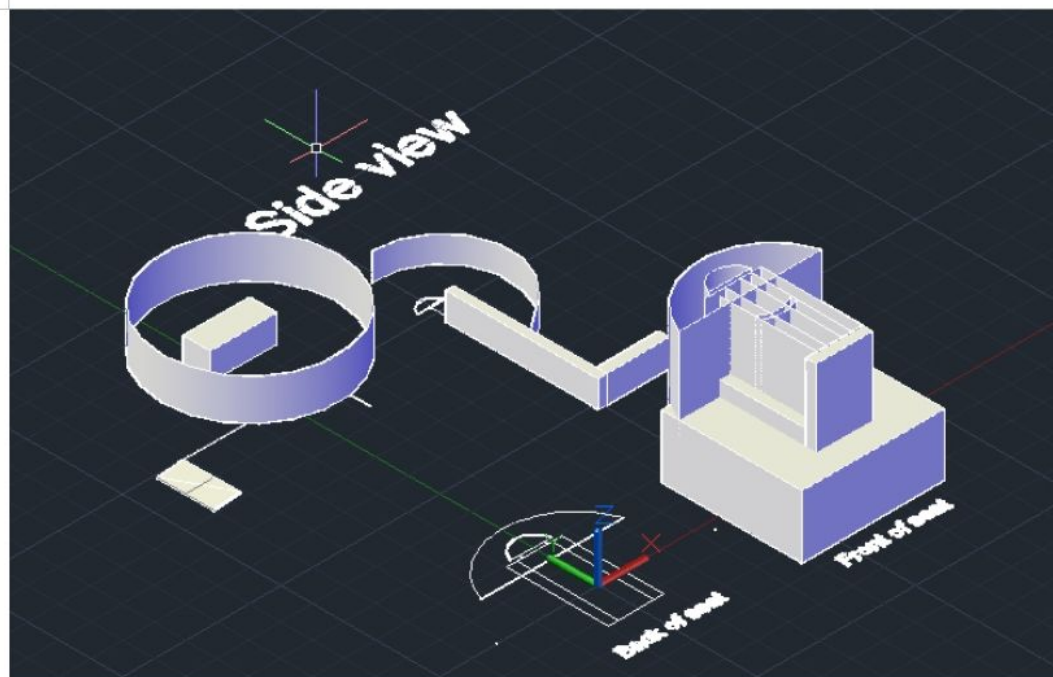 Side view
Front of seat
Back of seat
Z
X
Y